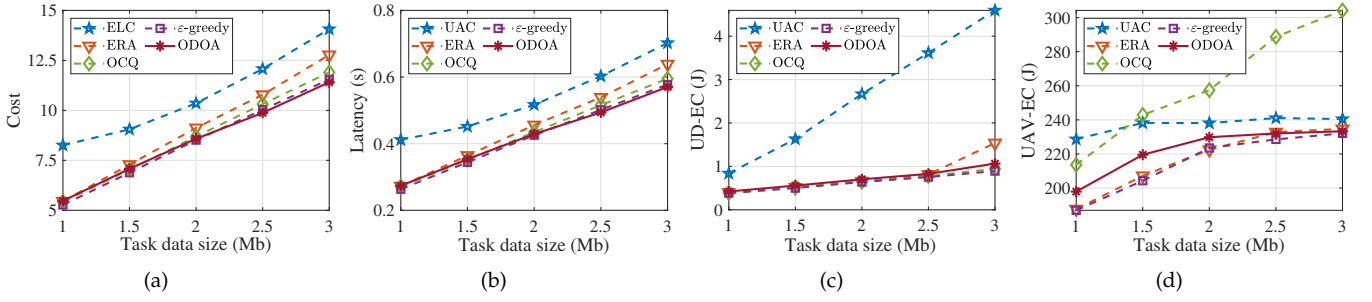 15
12.5
10
7.5
5
Cost
ELC
ERA
OCQ
ε-greedy
ODOA
1 1.5 2 2.5 3
Task data size (Mb)
(a)
0.8
0.6
0.4
0.2
Latency (s)
UAC
ERA
OCQ
ε-greedy
ODOA
1 1.5 2 2.5 3
Task data size (Mb)
(b)
4
3
2
1
0
UD-EC (J)
UAC
ERA
OCQ
ε-greedy
ODOA
1 1.5 2 2.5 3
Task data size (Mb)
(c)
300
280
260
240
220
200
UAV-EC (J)
UAC
ERA
OCQ
ε-greedy
ODOA
1 1.5 2 2.5 3
Task data size (Mb)
(d)